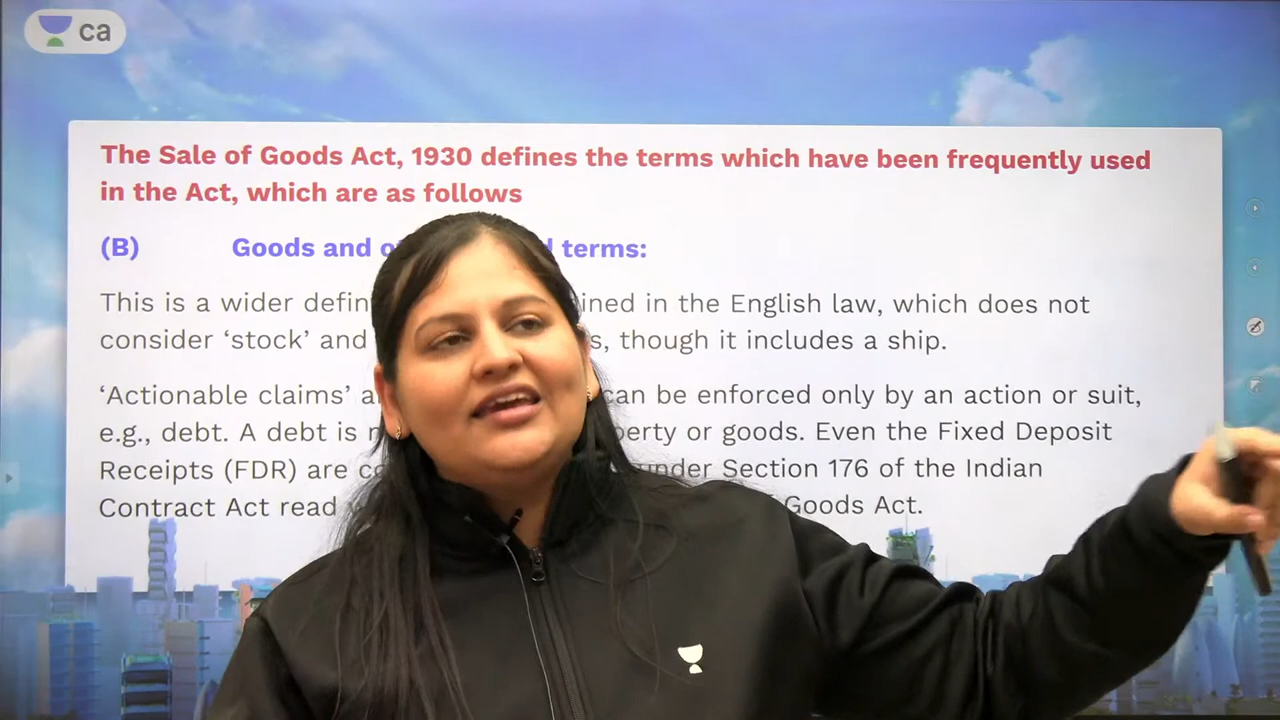 ca
The Sale of Goods Act, 1930 defines the terms which have been frequently used
in the Act, which are as follows
(B) Goods and terms:
This is a wider in the English law, which does not
consider ‘stock’ and though it includes a ship.
‘Actionable claims’ can be enforced only by an action or suit,
e.g., debt. A debt is or goods. Even the Fixed Deposit
Receipts (FDR) are under Section 176 of the Indian
Contract Act read Goods Act.